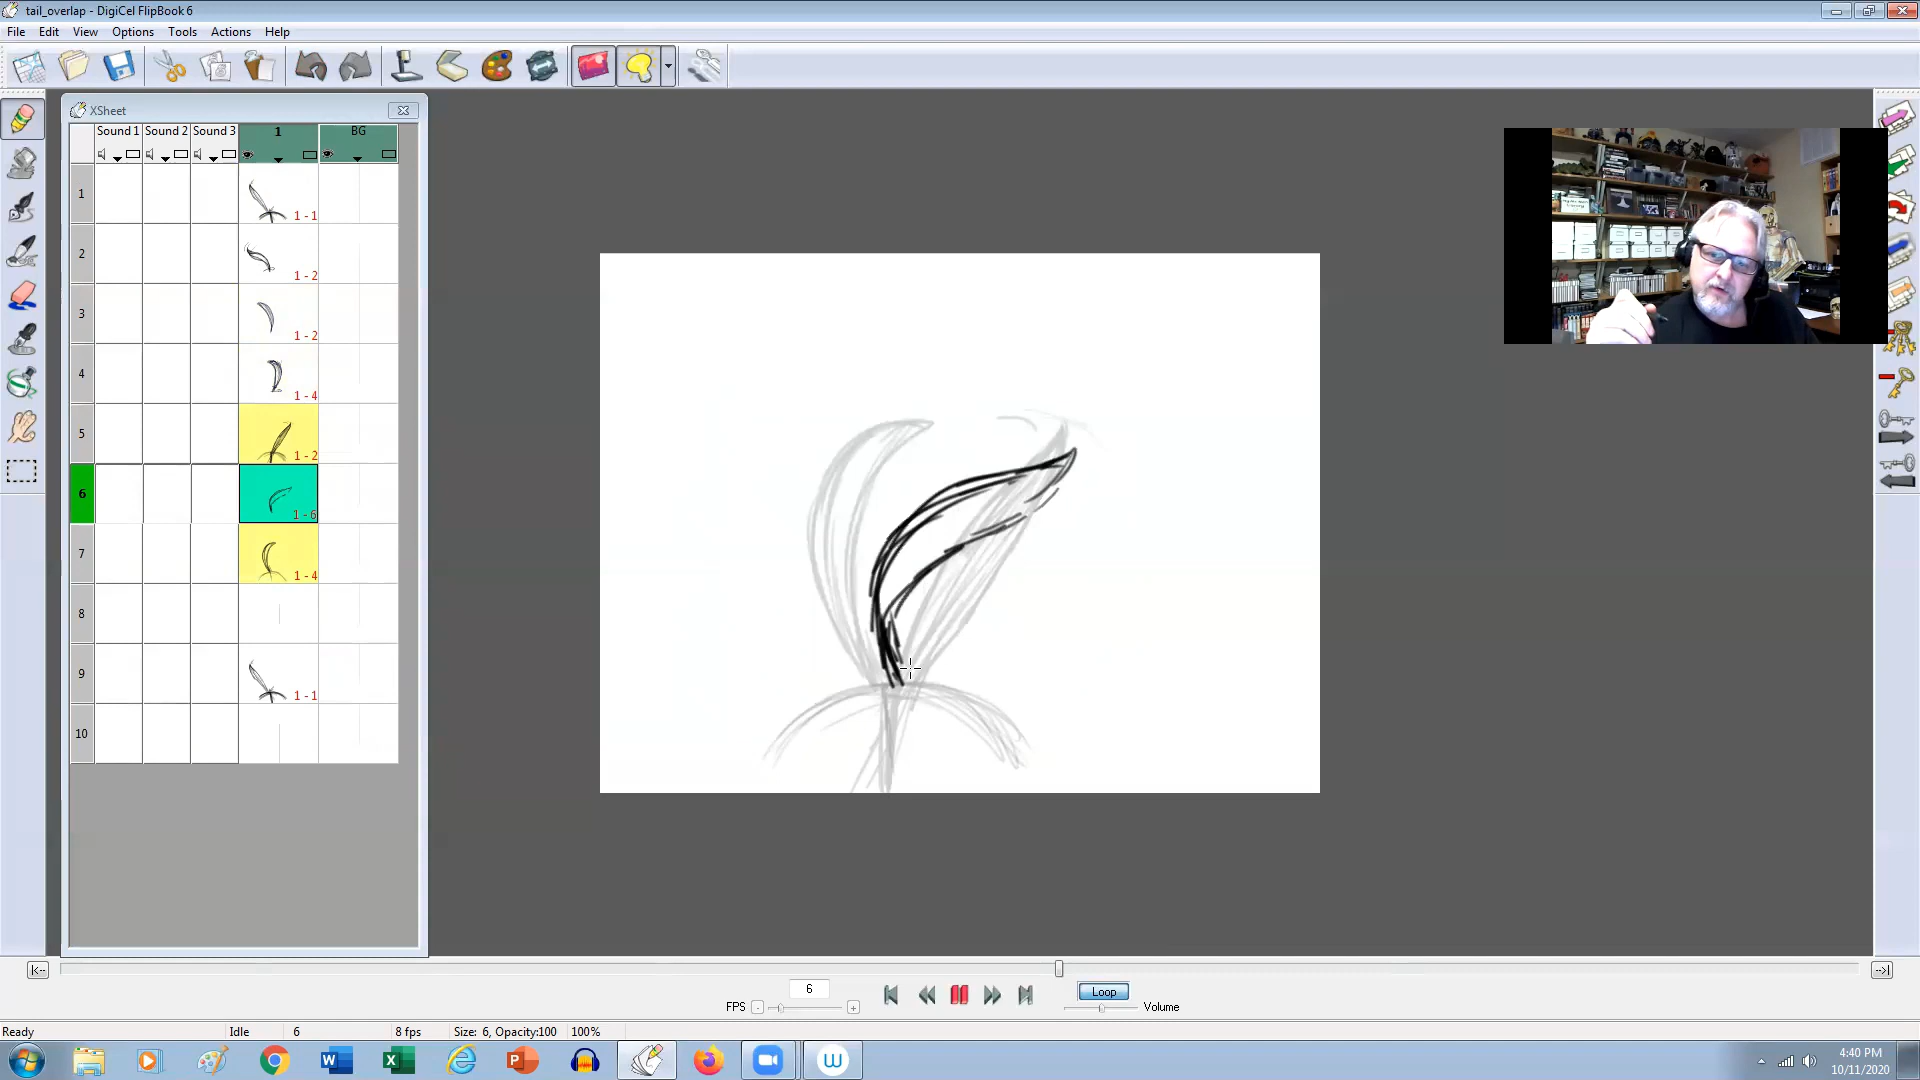 tail_overlap - DigiCel FlipBook 6
File Edit View Options Tools Actions Help
XSheet
Sound 1 Sound 2 Sound 3 1 BG
1 1 - 1
2 1 - 2
3 1 - 2
4 1 - 4
5 1 - 2
6 1 - 6
7 1 - 4
8
9 1 - 1
10
6
FPS - + Loop Volume
Ready Idle 6 8 fps Size: 6, Opacity:100 100%
4:40 PM
10/11/2020